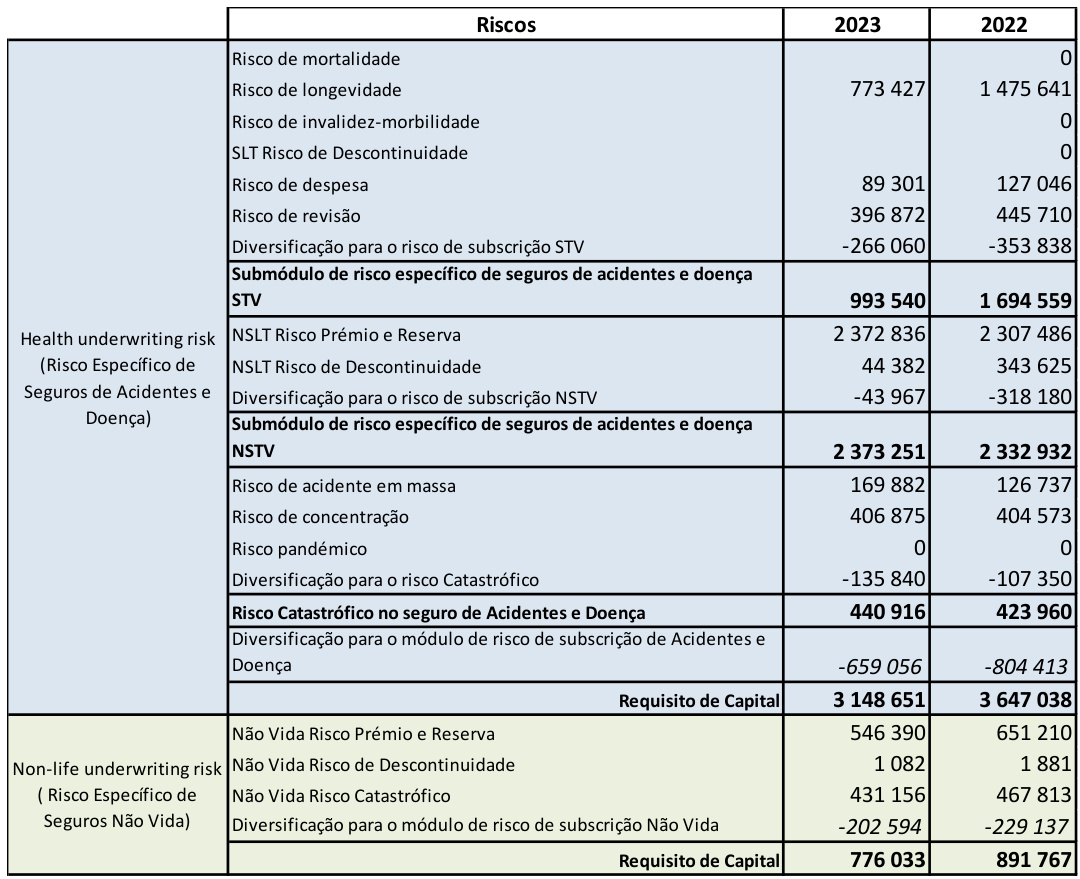 Riscos 2023 2022
Risco de mortalidade 0
Risco de longevidade 773 427 1 475 641
Risco de invalidez-morbilidade 0
SLT Risco de Descontinuidade 0
Risco de despesa 89 301 127 046
Risco de revisão 396 872 445 710
Diversificação para o risco de subscrição STV -266 060 -353 838
Submódulo de risco específico de seguros de acidentes e doença
STV 993 540 1 694 559
Health underwriting risk
(Risco Específico de
Seguros de Acidentes e
Doença)
NSLT Risco Prémio e Reserva 2 372 836 2 307 486
NSLT Risco de Descontinuidade 44 382 343 625
Diversificação para o risco de subscrição NSTV -43 967 -318 180
Submódulo de risco específico de seguros de acidentes e doença
NSTV 2 373 251 2 332 932
Risco de acidente em massa 169 882 126 737
Risco de concentração 406 875 404 573
Risco pandémico 0 0
Diversificação para o risco Catastrófico -135 840 -107 350
Risco Catastrófico no seguro de Acidentes e Doença 440 916 423 960
Diversificação para o módulo de risco de subscrição de Acidentes e
Doença -659 056 -804 413
Requisito de Capital 3 148 651 3 647 038
Non-life underwriting risk
( Risco Específico de
Seguros Não Vida)
Não Vida Risco Prémio e Reserva 546 390 651 210
Não Vida Risco de Descontinuidade 1 082 1 881
Não Vida Risco Catastrófico 431 156 467 813
Diversificação para o módulo de risco de subscrição Não Vida -202 594 -229 137
Requisito de Capital 776 033 891 767